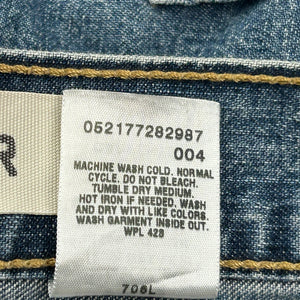 R
052177282987
004
MACHINE WASH COLD. NORMAL
CYCLE. DO NOT BLEACH.
TUMBLE DRY MEDIUM.
HOT IRON IF NEEDED. WASH
AND DRY WITH LIKE COLORS.
WASH GARMENT INSIDE OUT.
WPL 423
706L